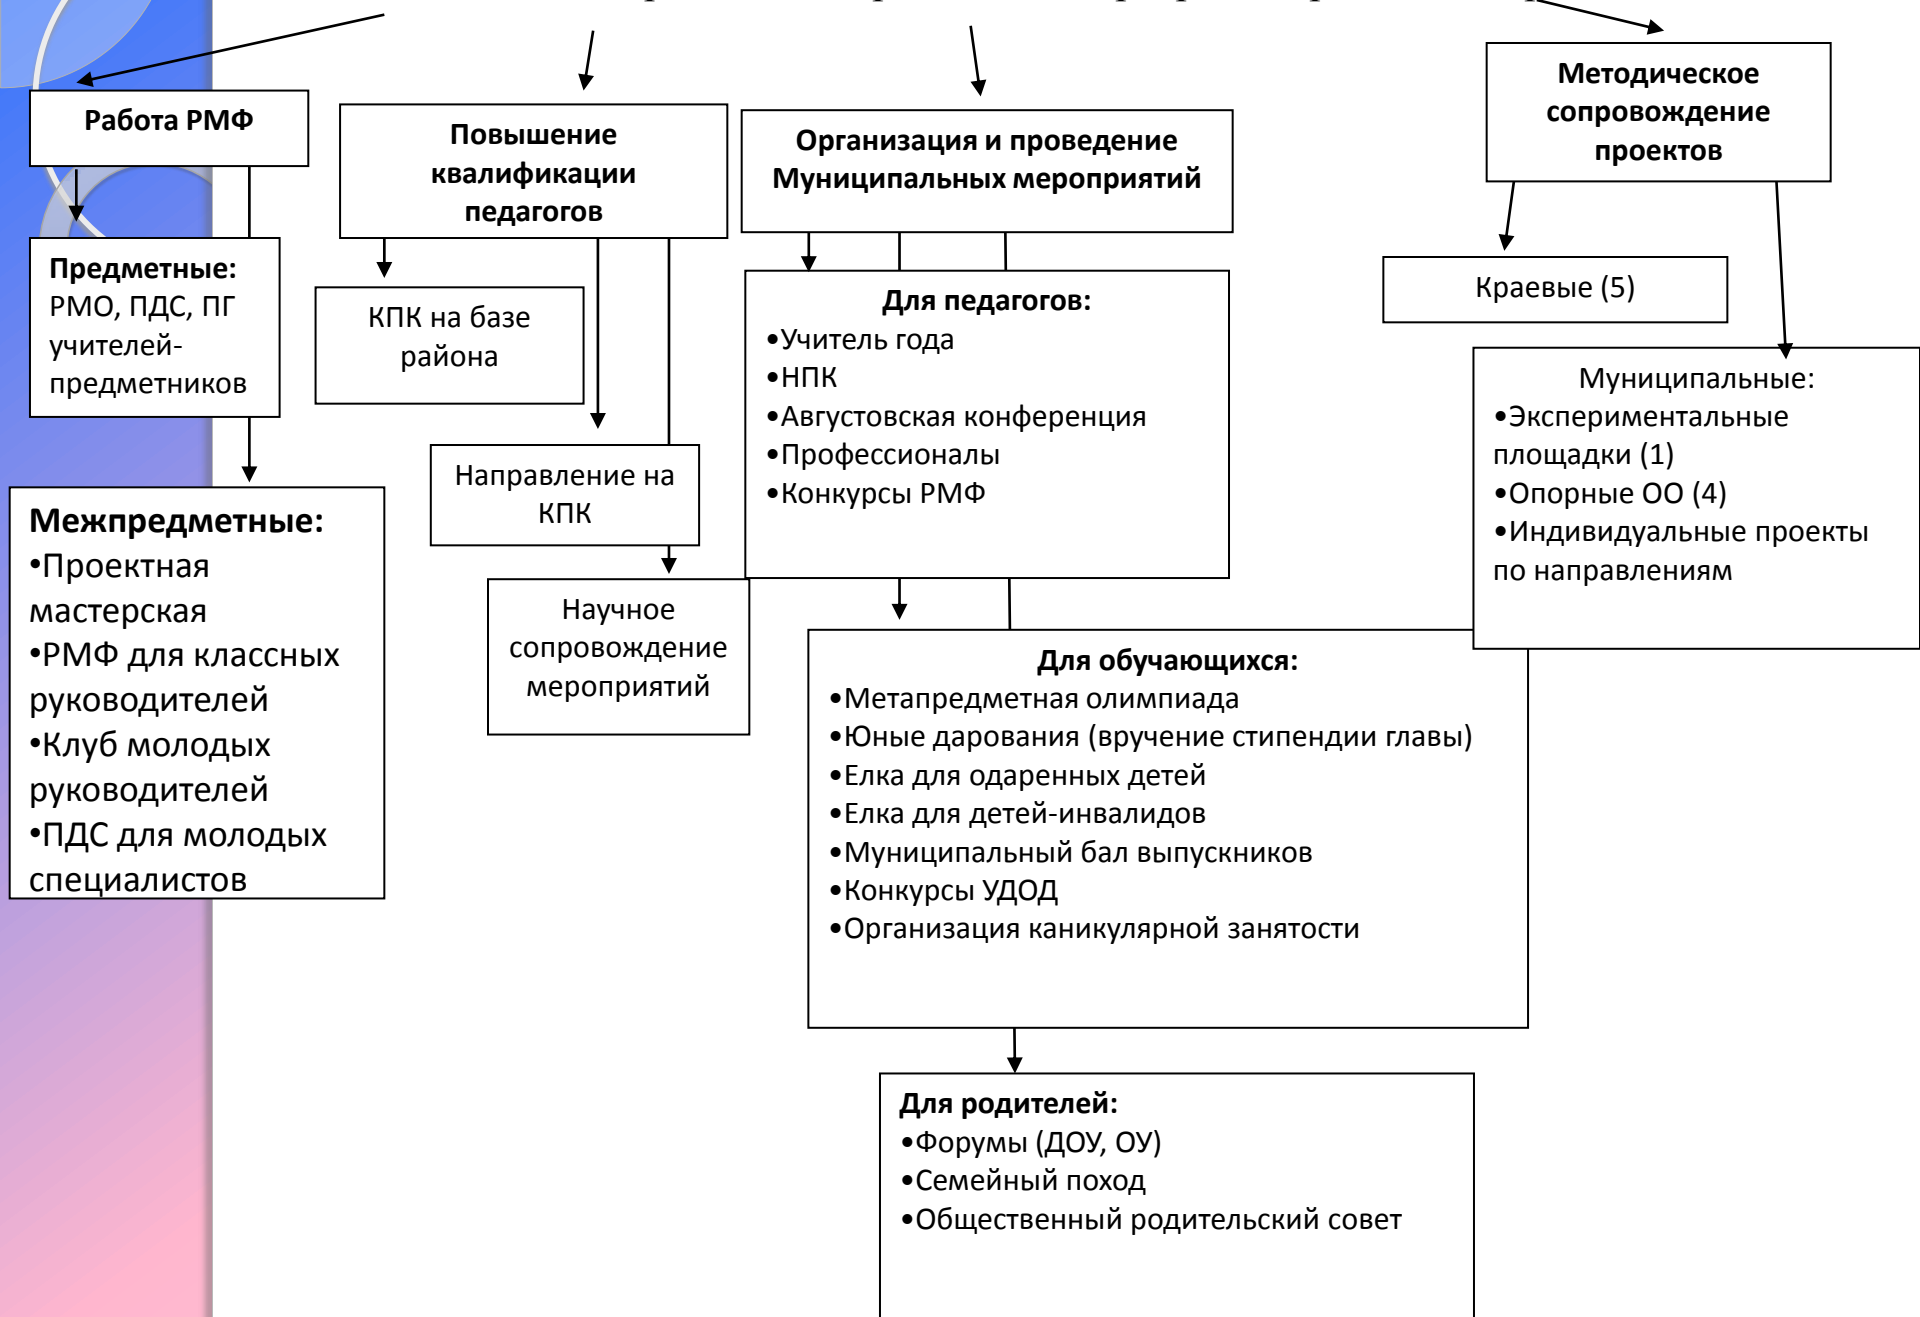 Работа РМФ
Предметные:
РМО, ПДС, ПГ
учителей-
предметников
Межпредметные:
•Проектная
мастерская
•РМФ для классных
руководителей
•Клуб молодых
руководителей
•ПДС для молодых
специалистов
Повышение
квалификации
педагогов
КПК на базе
района
Направление на
КПК
Научное
сопровождение
мероприятий
Организация и проведение
Муниципальных мероприятий
Для педагогов:
•Учитель года
•НПК
•Августовская конференция
•Профессионалы
•Конкурсы РМФ
Для обучающихся:
•Метапредметная олимпиада
•Юные дарования (вручение стипендии главы)
•Елка для одаренных детей
•Елка для детей-инвалидов
•Муниципальный бал выпускников
•Конкурсы УДОД
•Организация каникулярной занятости
Для родителей:
•Форумы (ДОУ, ОУ)
•Семейный поход
•Общественный родительский совет
Методическое
сопровождение
проектов
Краевые (5)
Муниципальные:
•Экспериментальные
площадки (1)
•Опорные ОО (4)
•Индивидуальные проекты
по направлениям